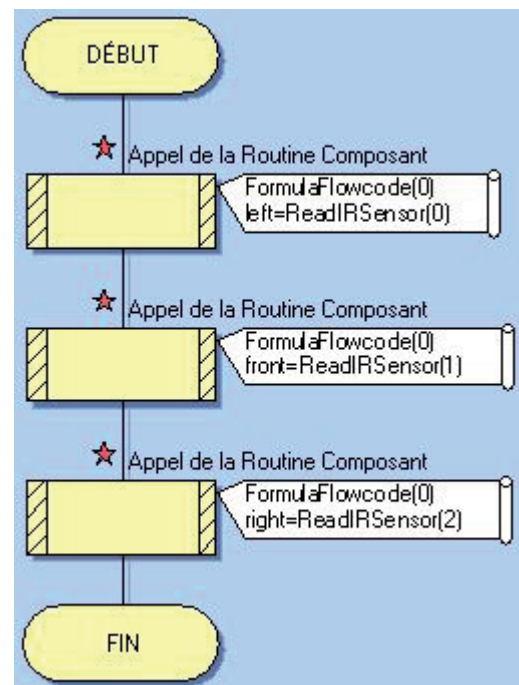 DÉBUT
Appel de la Routine Composant
FormulaFlowcode(0)
left=ReadIRSensor(0)
Appel de la Routine Composant
FormulaFlowcode(0)
front=ReadIRSensor(1)
Appel de la Routine Composant
FormulaFlowcode(0)
right=ReadIRSensor(2)
FIN